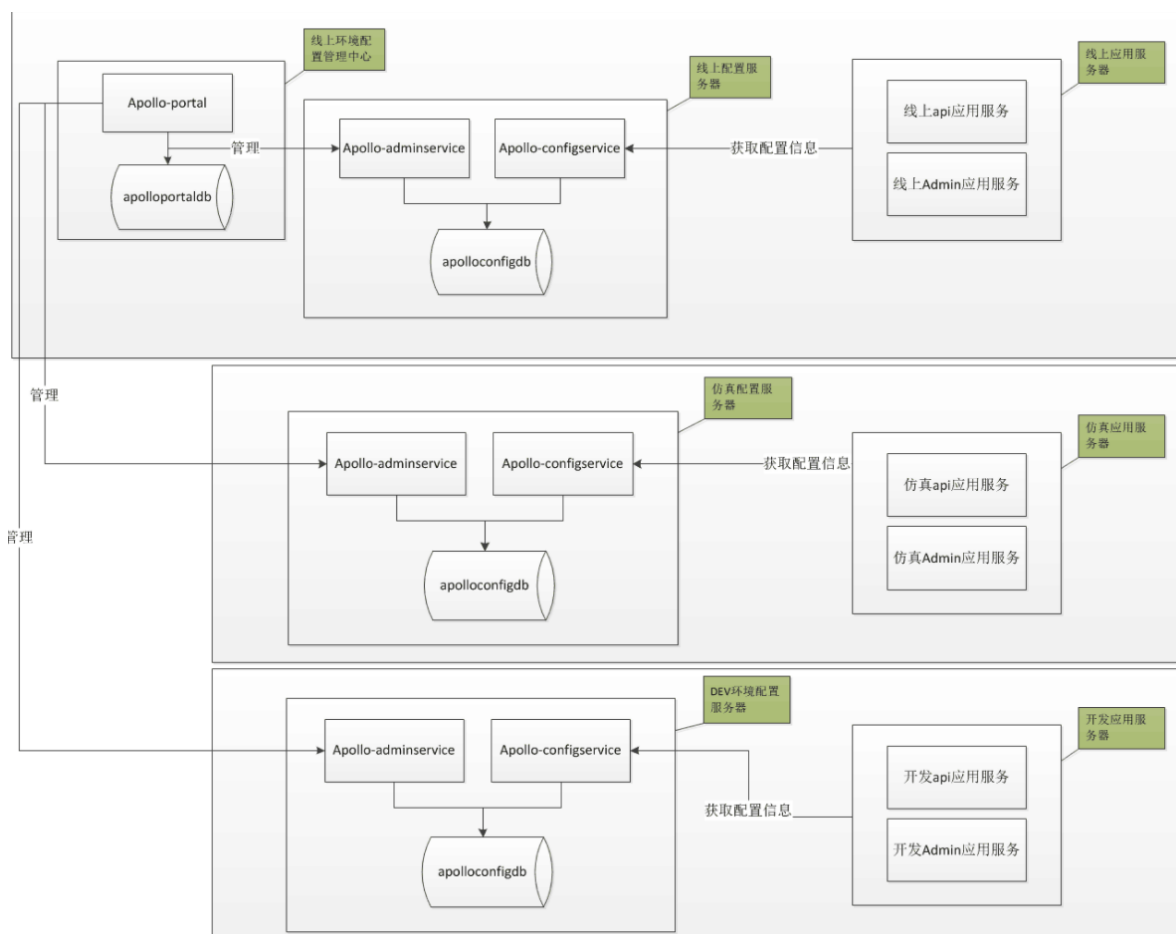 线上环境配
置管理中心
Apollo-portal
管理
apolloportaldb
线上配置服
务器
Apollo-adminservice
Apollo-configservice
apolloconfigdb
获取配置信息
线上应用服
务器
线上api应用服务
线上Admin应用服务
管理
仿真配置服
务器
Apollo-adminservice
Apollo-configservice
apolloconfigdb
获取配置信息
仿真应用服
务器
仿真api应用服务
仿真Admin应用服务
管理
DEV环境配置
服务器
Apollo-adminservice
Apollo-configservice
apolloconfigdb
获取配置信息
开发应用服
务器
开发api应用服务
开发Admin应用服务